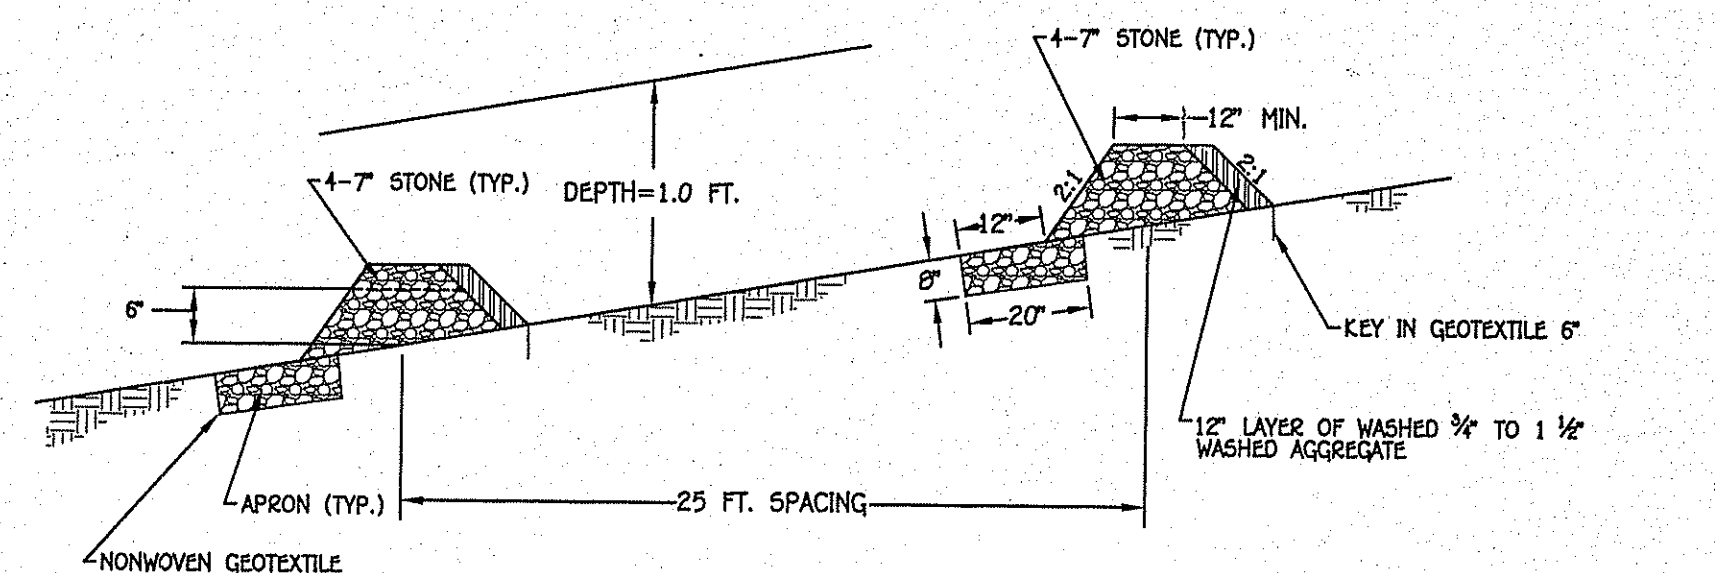 4-7" STONE (TYP.)
12" MIN.
4-7" STONE (TYP.)
DEPTH=1.0 FT.
2:1
2:1
12"
8"
20"
6"
KEY IN GEOTEXTILE 6"
12" LAYER OF WASHED ¾" TO 1 ½"
WASHED AGGREGATE
25 FT. SPACING
APRON (TYP.)
NONWOVEN GEOTEXTILE